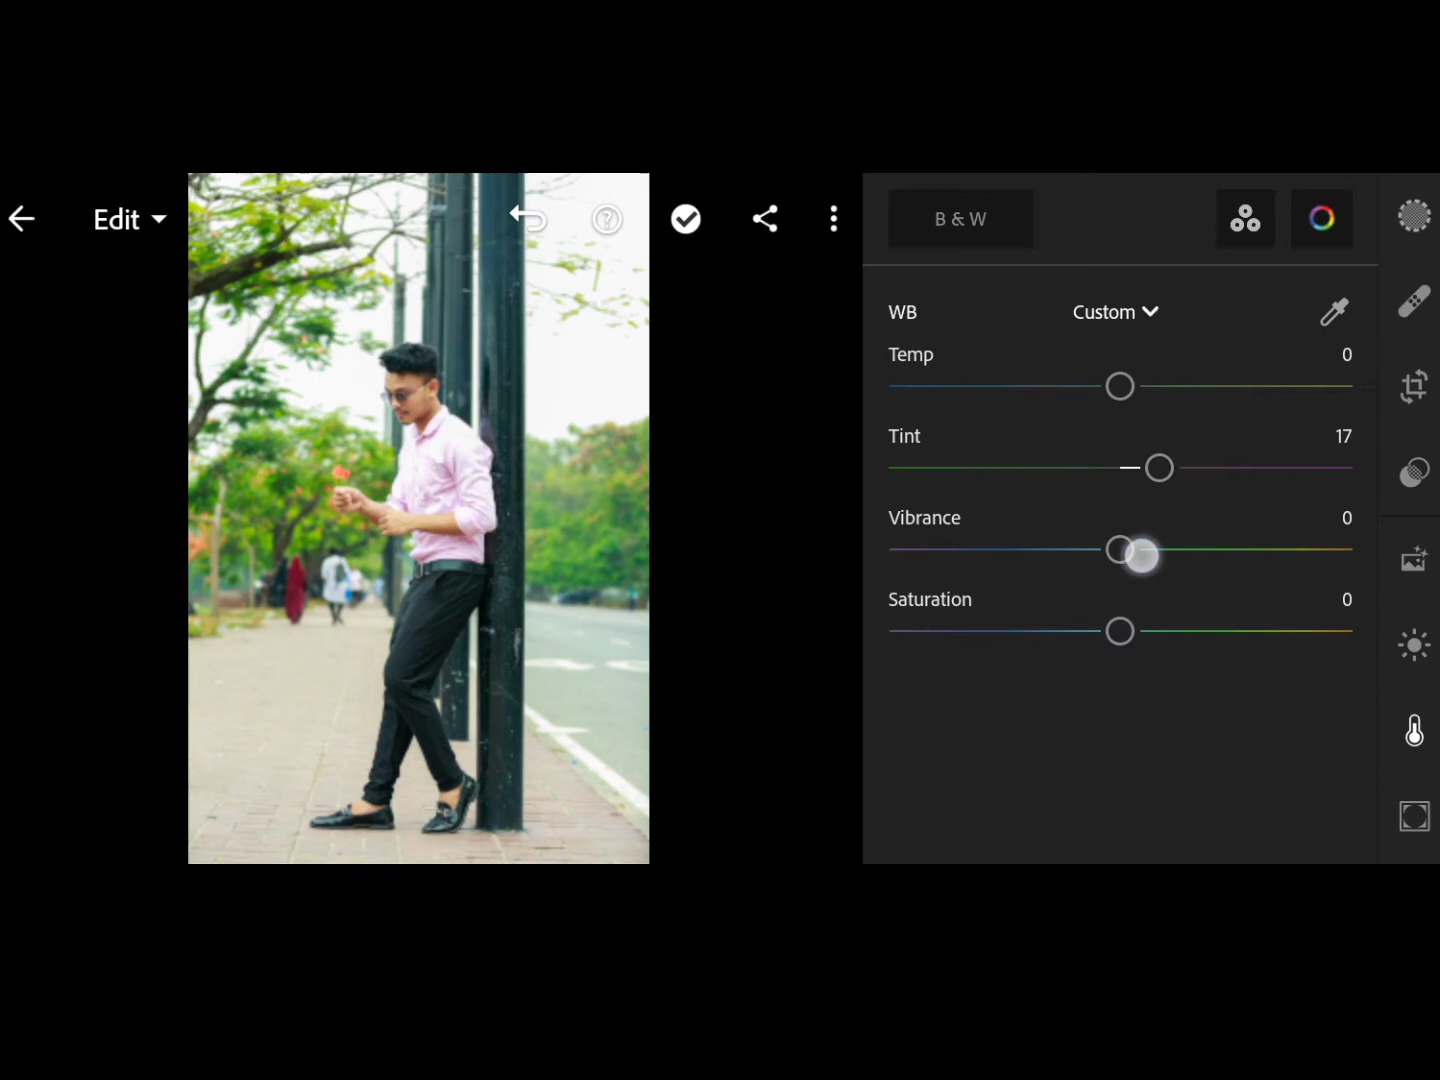 Edit
B & W
WB Custom
Temp 0
Tint 17
Vibrance 0
Saturation 0